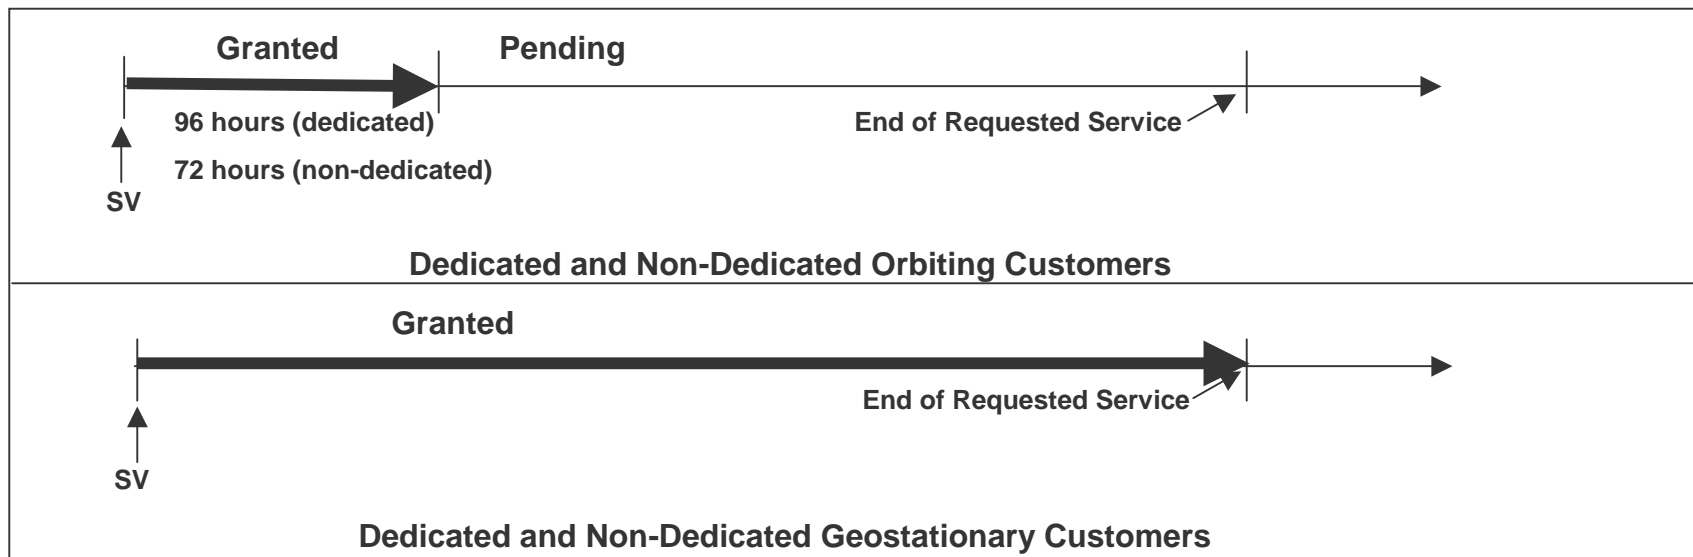 Granted
Pending
96 hours (dedicated)
End of Requested Service
72 hours (non-dedicated)
SV
Dedicated and Non-Dedicated Orbiting Customers
Granted
End of Requested Service
SV
Dedicated and Non-Dedicated Geostationary Customers